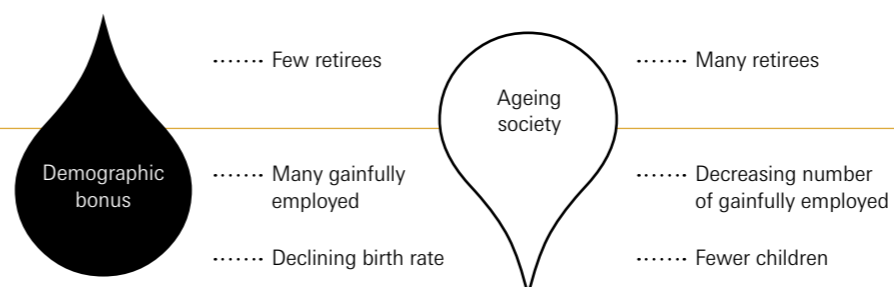 Demographic
bonus
....... Few retirees
....... Many gainfully
employed
....... Declining birth rate
Ageing
society
....... Many retirees
....... Decreasing number
of gainfully employed
....... Fewer children